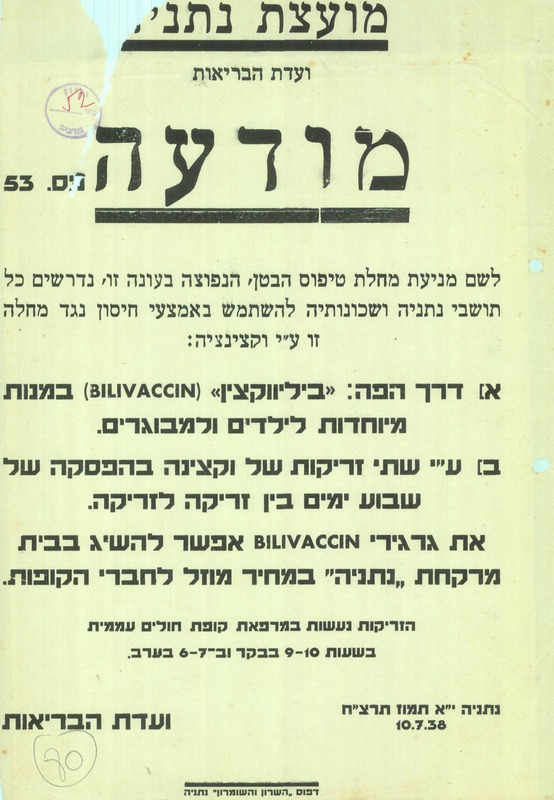 מועצת נתניה
ועדת הבריאות
52
מודעה
מס. 53
לשם מניעת מחלת טיפוס הבטן, הנפוצה בעונה זו, נדרשים כל
תושבי נתניה ושכונותיה להשתמש באמצעי חיסון נגד מחלה
זו ע״י וקצינציה:
א] דרך הפה: «ביליווקצין» (BILIVACCIN) במנות
מיוחדות לילדים ולמבוגרים.
ב] ע״י שתי זריקות של וקצינה בהפסקה של
שבוע ימים בין זריקה לזריקה.
את גרגירי BILIVACCIN אפשר להשיג בבית
מרקחת „נתניה" במחיר מוזל לחברי הקופות.
הזריקות נעשות במרפאת קופת חולים עממית
בשעות 9-10 בבקר וב־6-7 בערב.
נתניה י״א תמוז תרצ״ח
10.7.38
ועדת הבריאות
80
דפוס „השרון והשומרון" נתניה